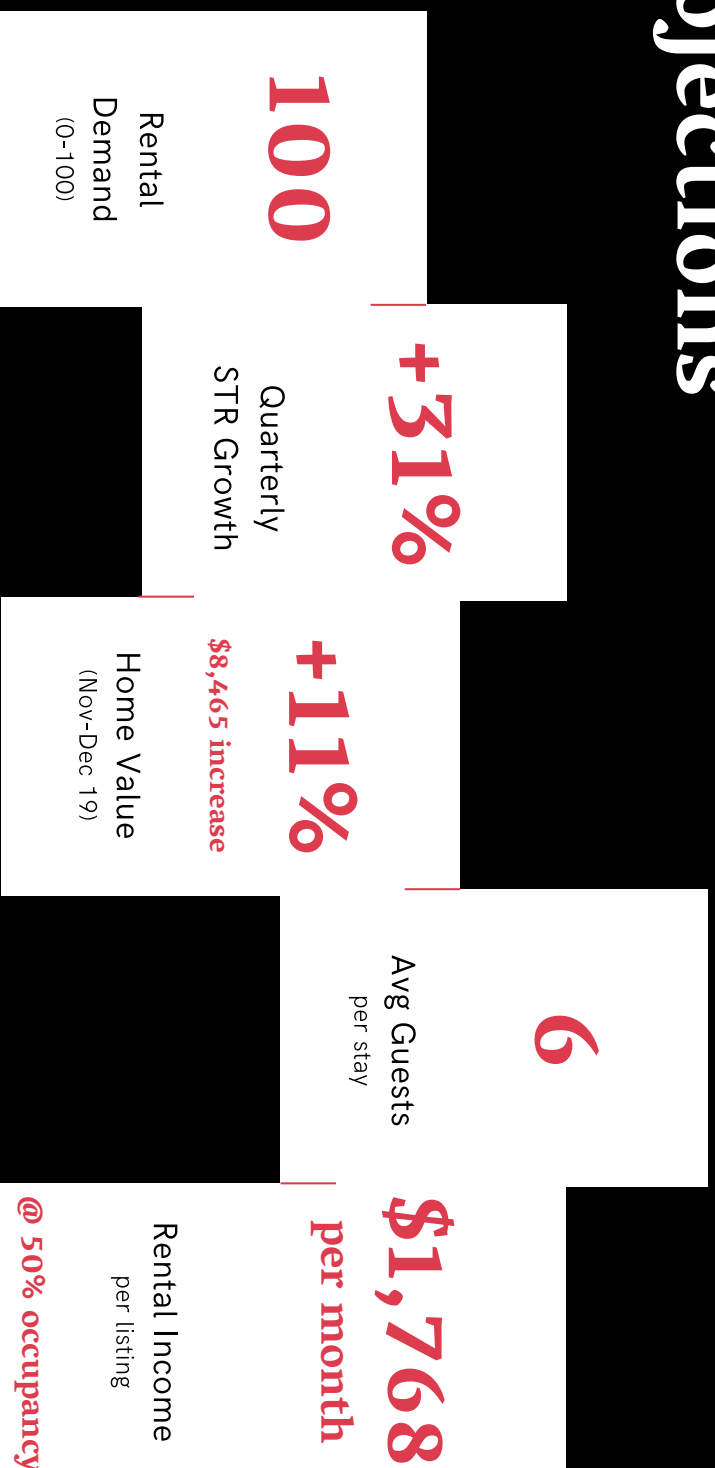 ojections
100
Rental
Demand
(0-100)
+31%
Quarterly
STR Growth
+11%
$8,465 increase
Home Value
(Nov-Dec 19)
6
Avg Guests
per stay
$1,768
per month
Rental Income
per listing
@ 50% occupancy